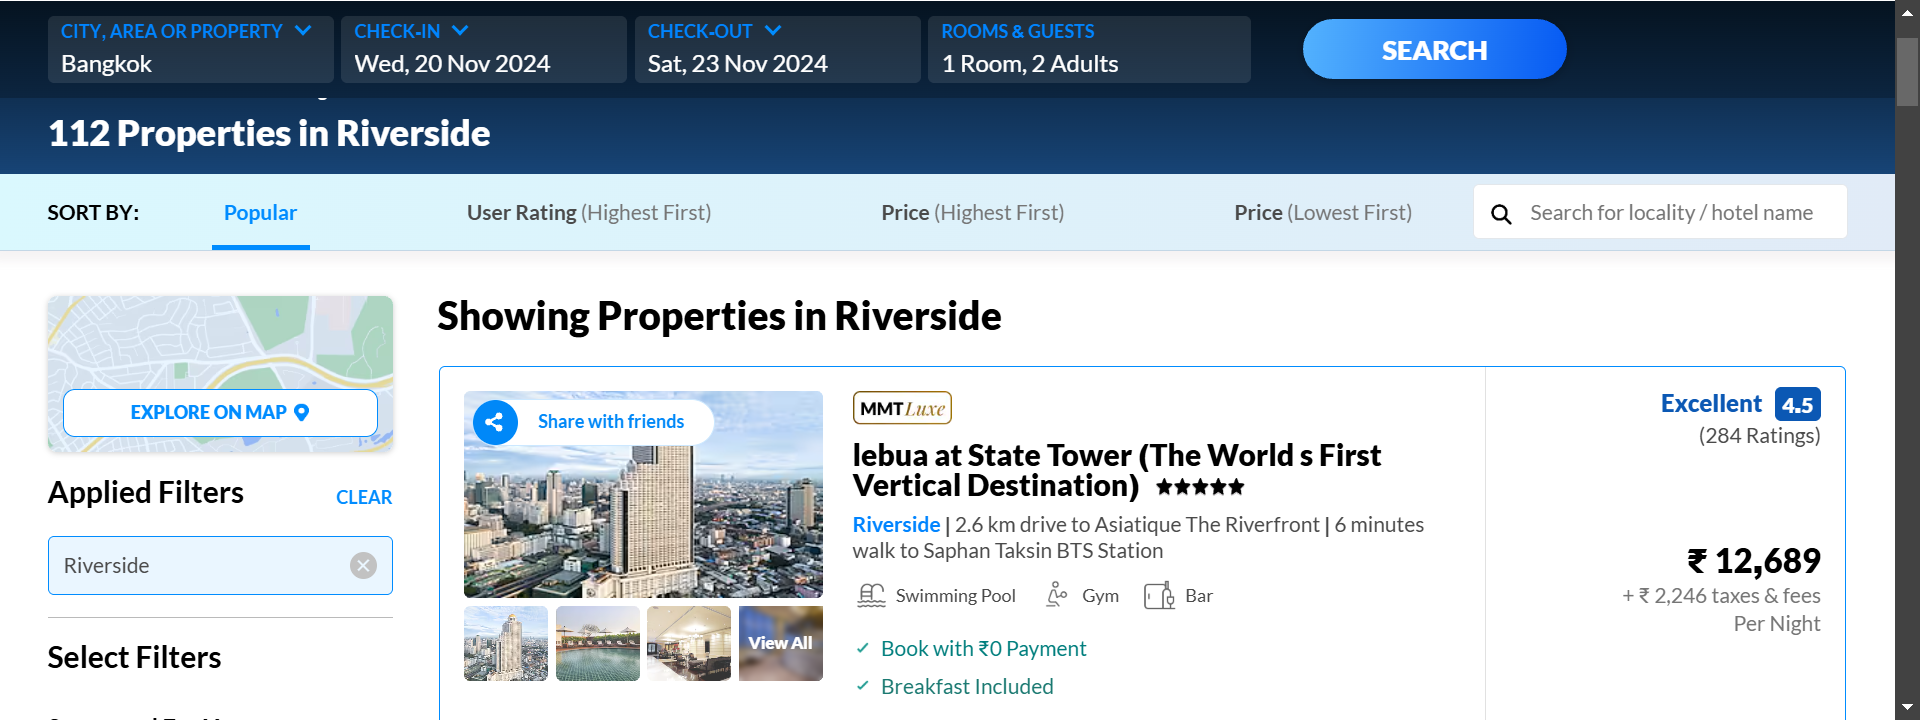 CITY, AREA OR PROPERTY
Bangkok
CHECK-IN
Wed, 20 Nov 2024
CHECK-OUT
Sat, 23 Nov 2024
ROOMS & GUESTS
1 Room, 2 Adults
SEARCH
112 Properties in Riverside
SORT BY:
Popular
User Rating (Highest First)
Price (Highest First)
Price (Lowest First)
Search for locality / hotel name
EXPLORE ON MAP
Applied Filters
CLEAR
Riverside
Select Filters
Showing Properties in Riverside
Share with friends
View All
MMTLuxe
lebua at State Tower (The World s First
Vertical Destination)
Riverside | 2.6 km drive to Asiatique The Riverfront | 6 minutes
walk to Saphan Taksin BTS Station
Swimming Pool
Gym
Bar
Book with ₹0 Payment
Breakfast Included
Excellent 4.5
(284 Ratings)
₹ 12,689
+ ₹ 2,246 taxes & fees
Per Night